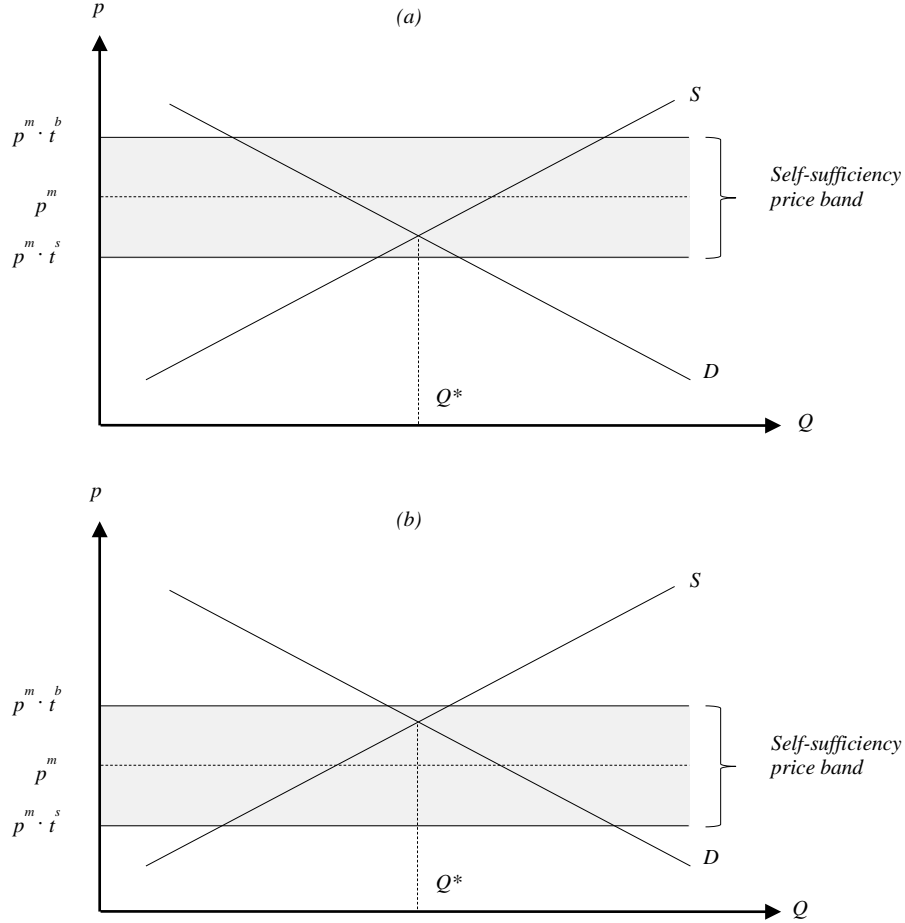 p
(a)
S
p^m · t^b
Self-sufficiency
price band
p^m
p^m · t^s
D
Q*
Q
p
(b)
S
p^m · t^b
Self-sufficiency
price band
p^m
p^m · t^s
D
Q*
Q